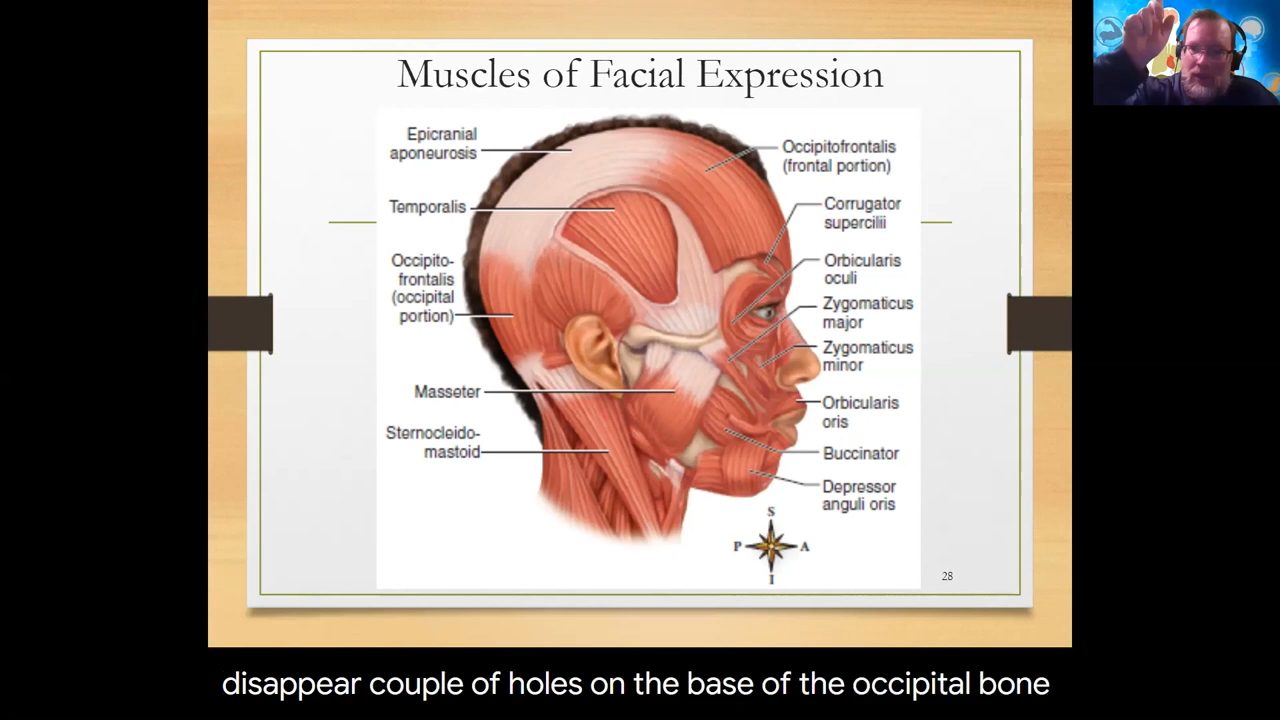 Muscles of Facial Expression
Epicranial
aponeurosis
Temporalis
Occipito-
frontalis
(occipital
portion)
Masseter
Sternocleido-
mastoid
Occipitofrontalis
(frontal portion)
Corrugator
supercilii
Orbicularis
oculi
Zygomaticus
major
Zygomaticus
minor
Orbicularis
oris
Buccinator
Depressor
anguli oris
S
P A
I
28
disappear couple of holes on the base of the occipital bone